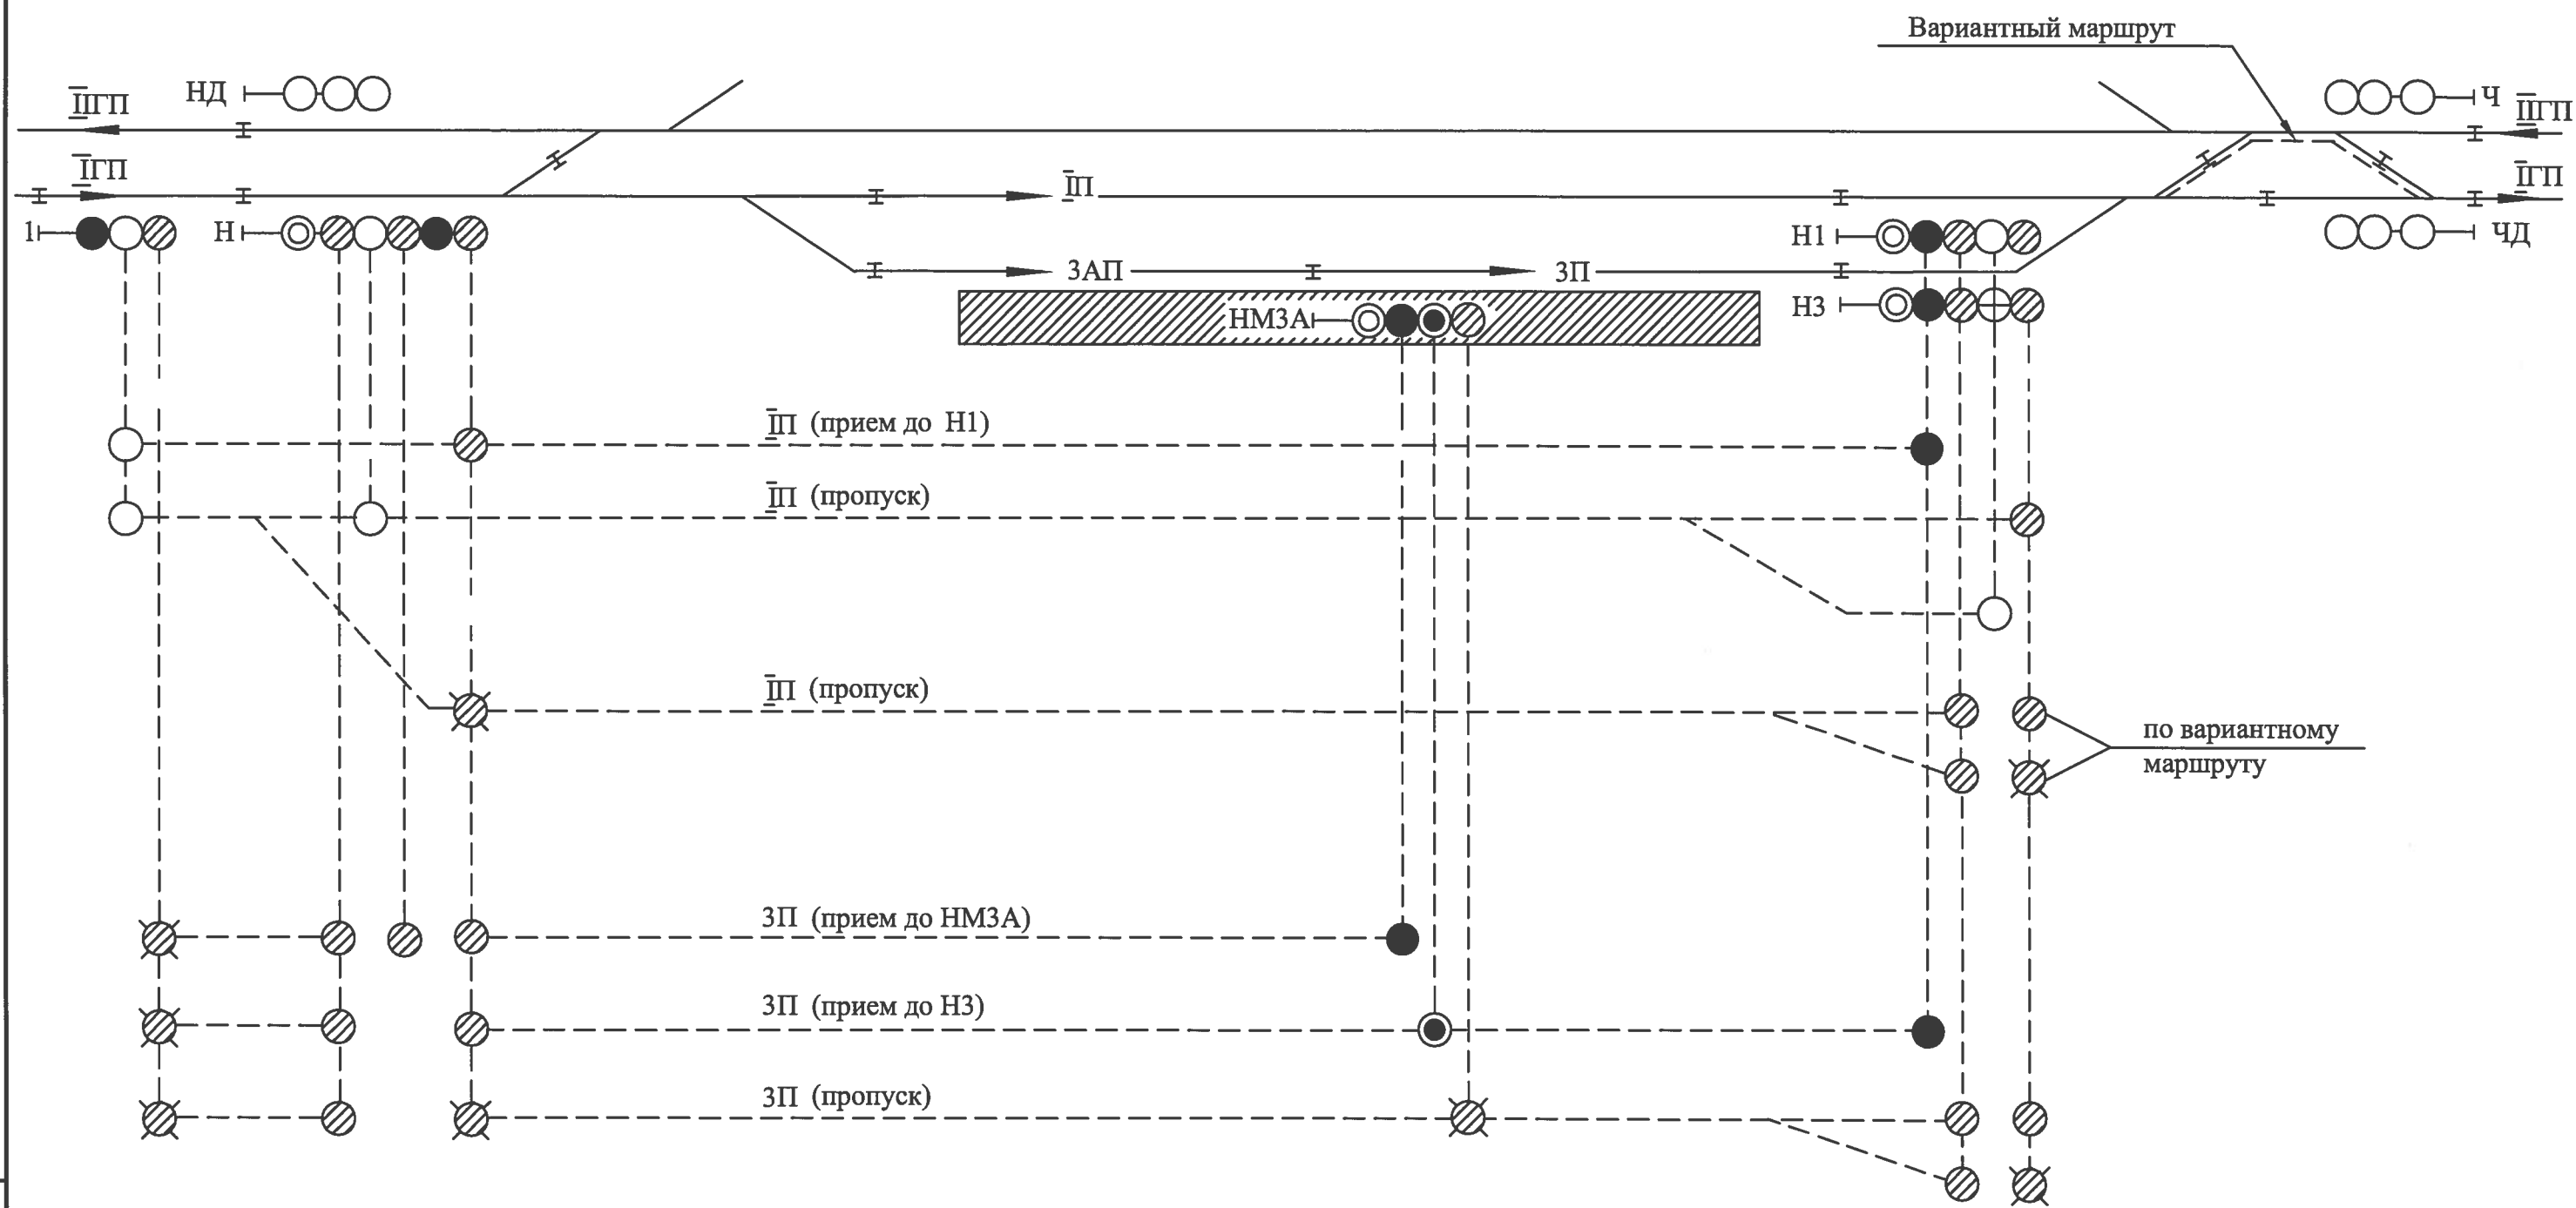 Вариантный маршрут
НД
Ч
IIГП
IIГП
IГП
IП
IГП
1
Н
Н1
ЧД
3АП
3П
НМ3А
Н3
IП (прием до Н1)
IП (пропуск)
IП (пропуск)
по вариантному
маршруту
3П (прием до НМ3А)
3П (прием до Н3)
3П (пропуск)